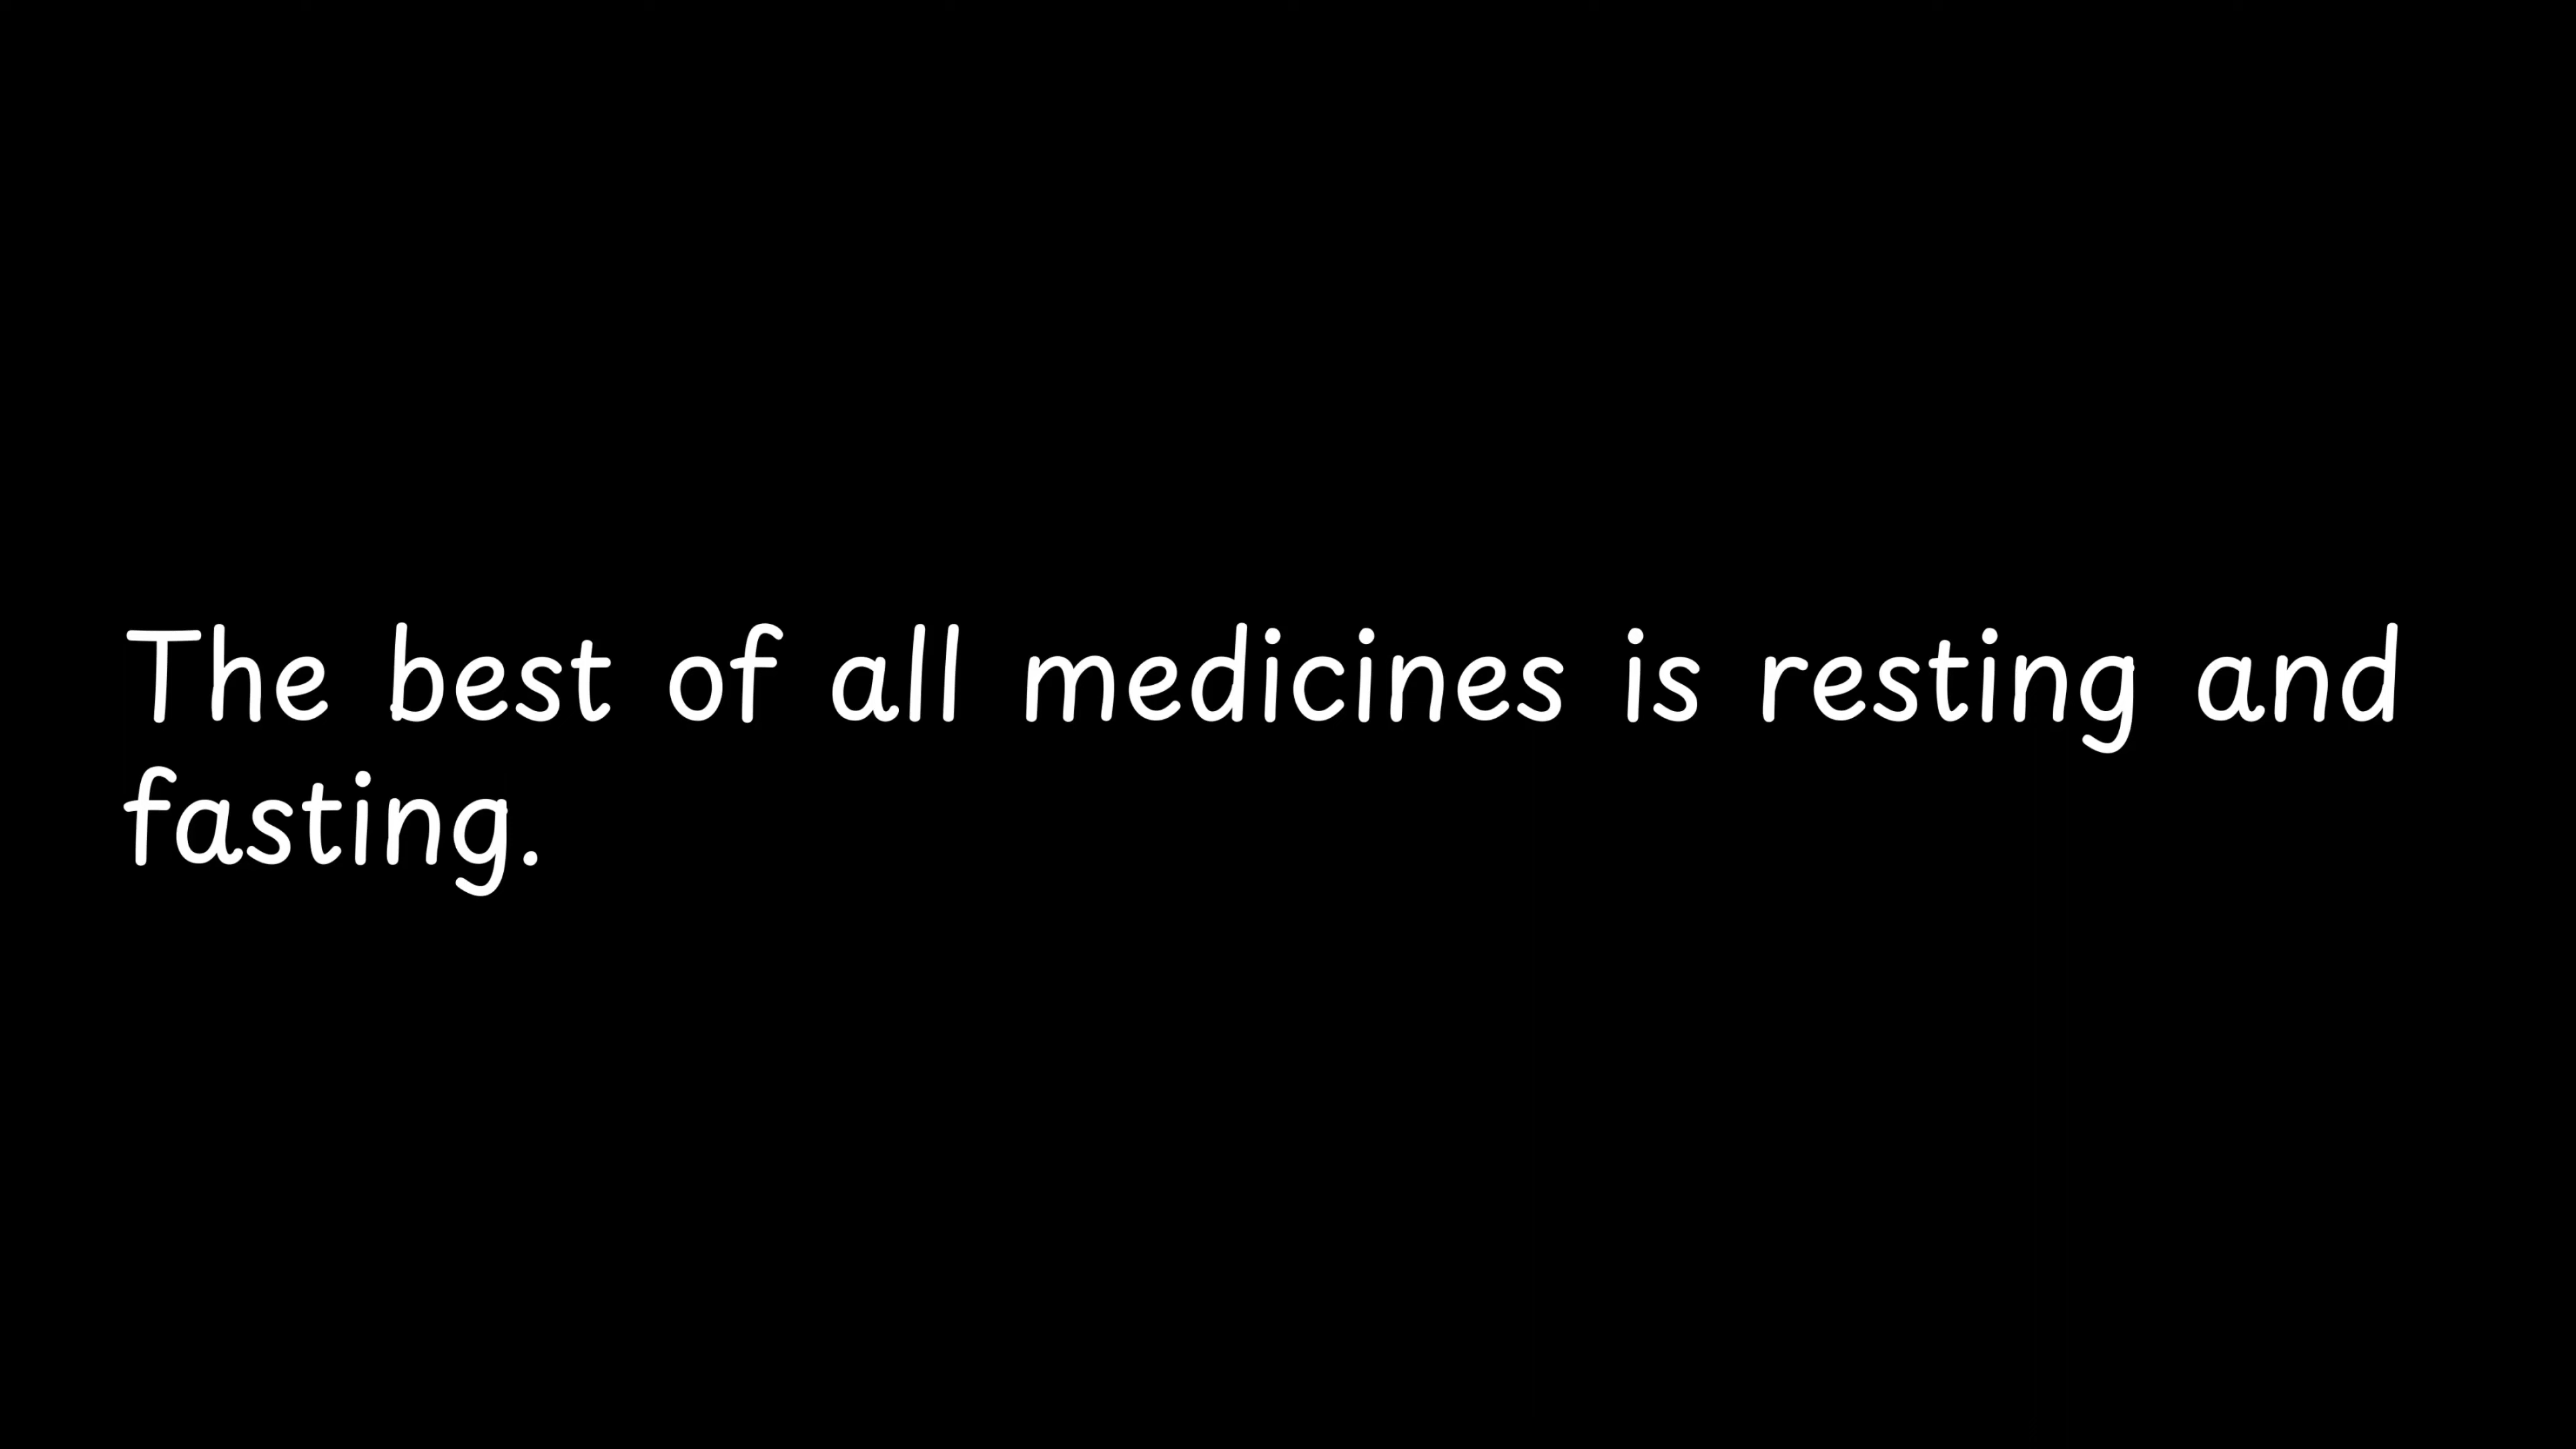 The best of all medicines is resting and
fasting.